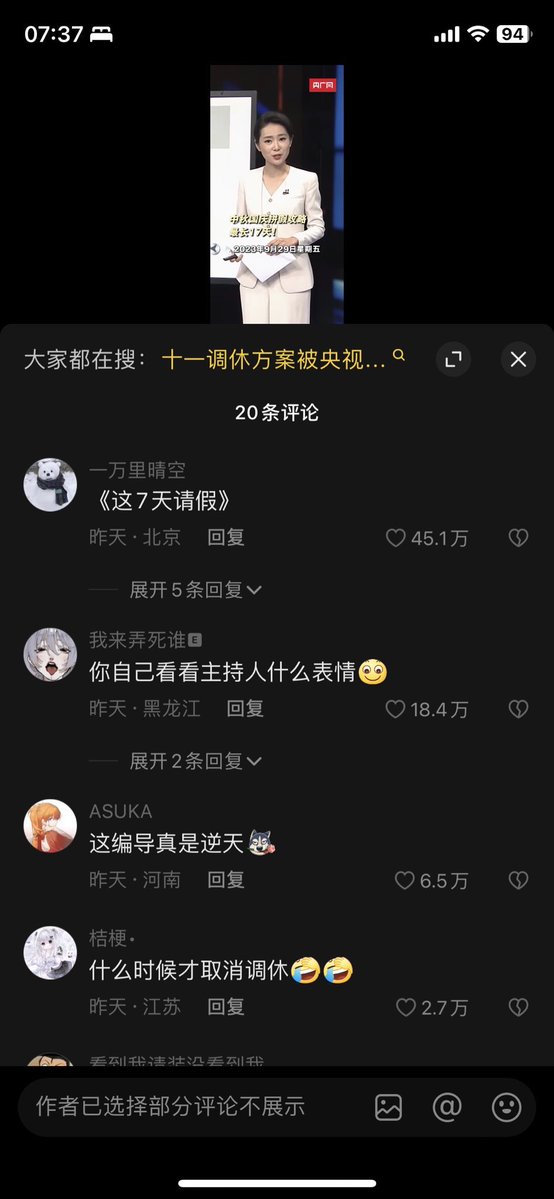 07:37
94
央广网
中秋国庆拼假攻略
最长17天!
2023年9月29日星期五
大家都在搜: 十一调休方案被央视...
20条评论
一万里晴空
《这7天请假》
昨天·北京 回复 45.1万
展开5条回复
我来弄死谁E
你自己看看主持人什么表情
昨天·黑龙江 回复 18.4万
展开2条回复
ASUKA
这编导真是逆天
昨天·河南 回复 6.5万
桔梗•
什么时候才取消调休🤣🤣
昨天·江苏 回复 2.7万
看到我请装没看到我
作者已选择部分评论不展示
@